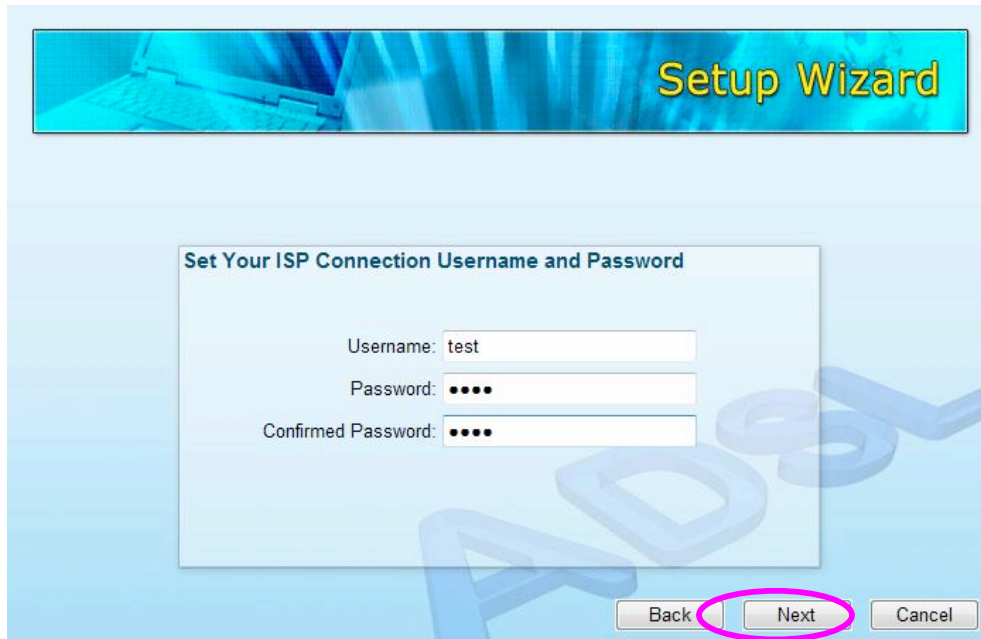 Setup Wizard
Set Your ISP Connection Username and Password
Username: test
Password: ●●●●
Confirmed Password: ●●●●
ADSL
Back Next Cancel